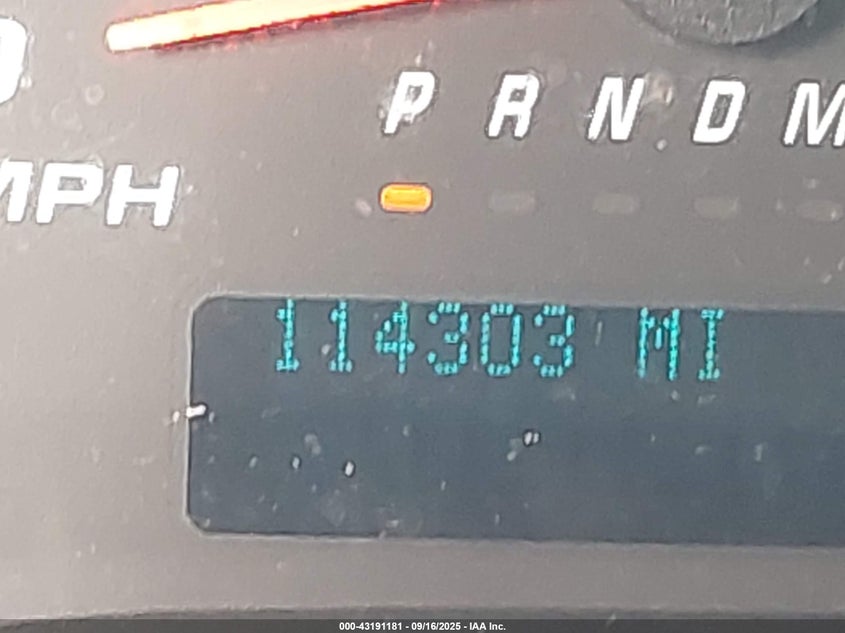 P R N D M
MPH
114303 MI
000-43191181 - 09/16/2025 - IAA Inc.